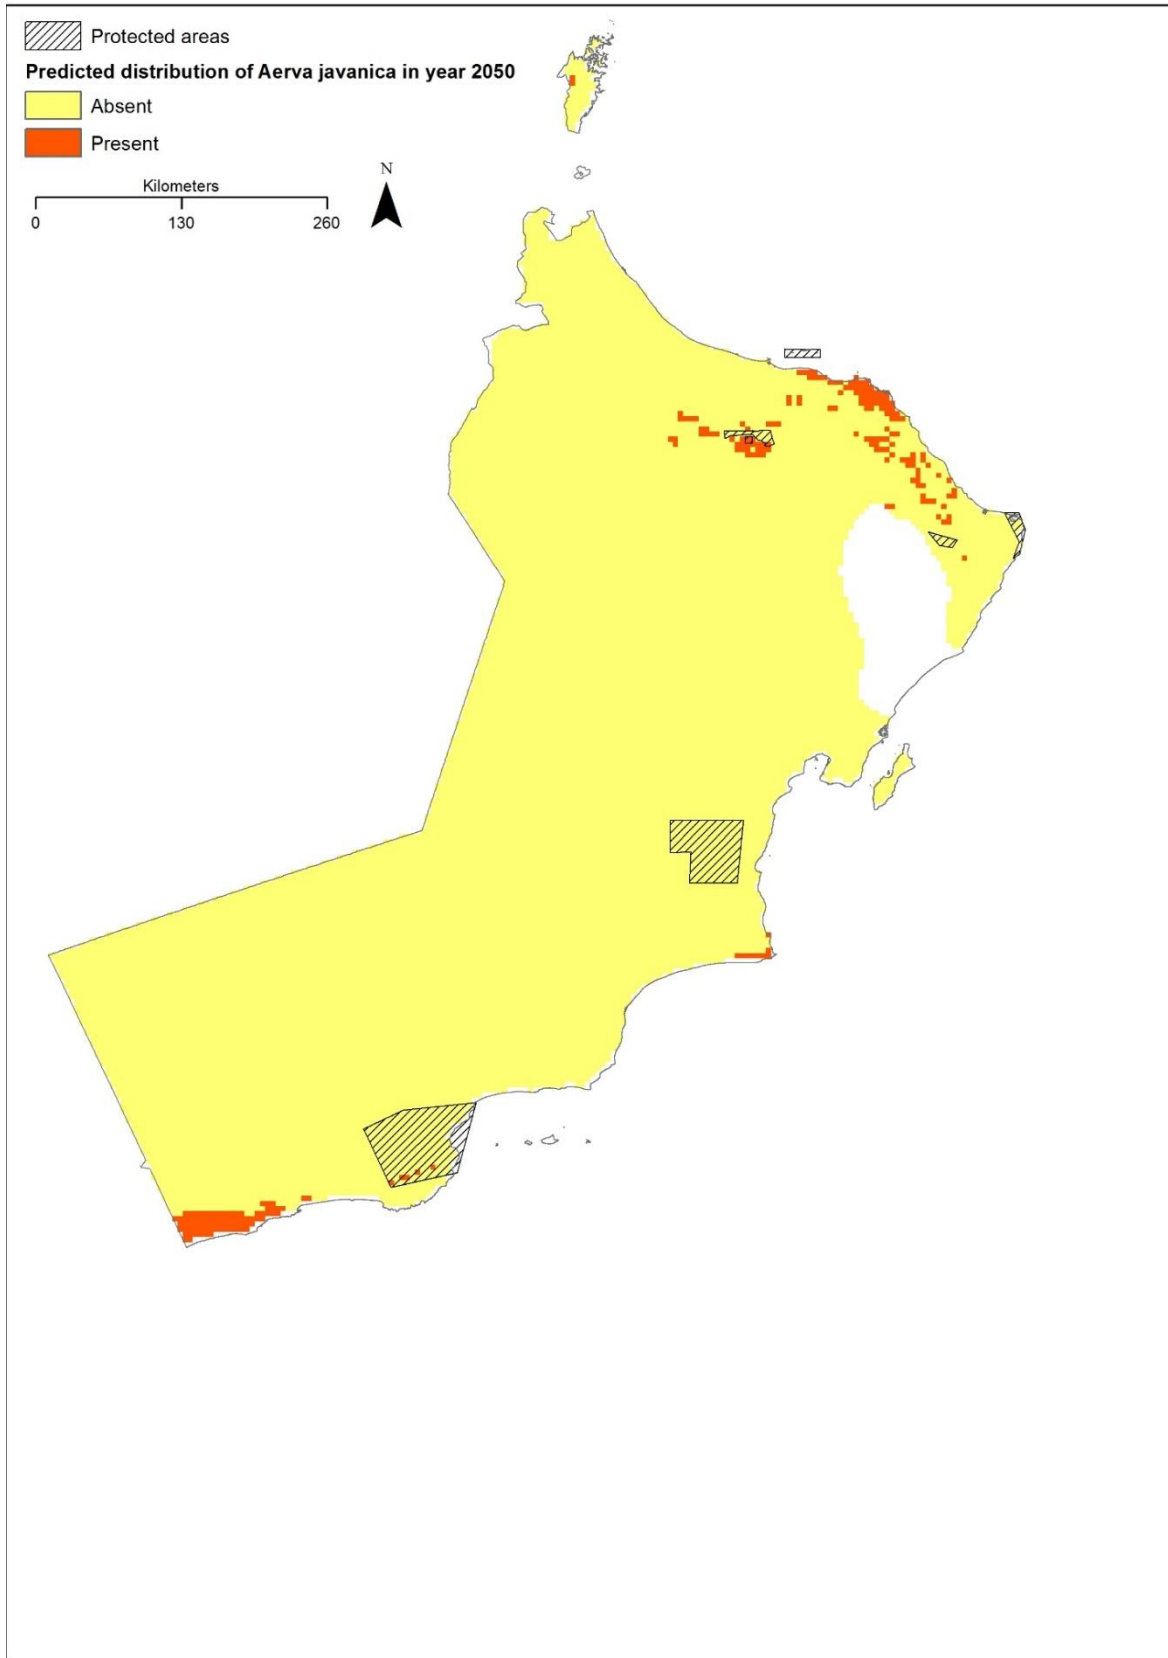 Protected areas
Predicted distribution of Aerva javanica in year 2050
Absent
Present
Kilometers
0 130 260
N